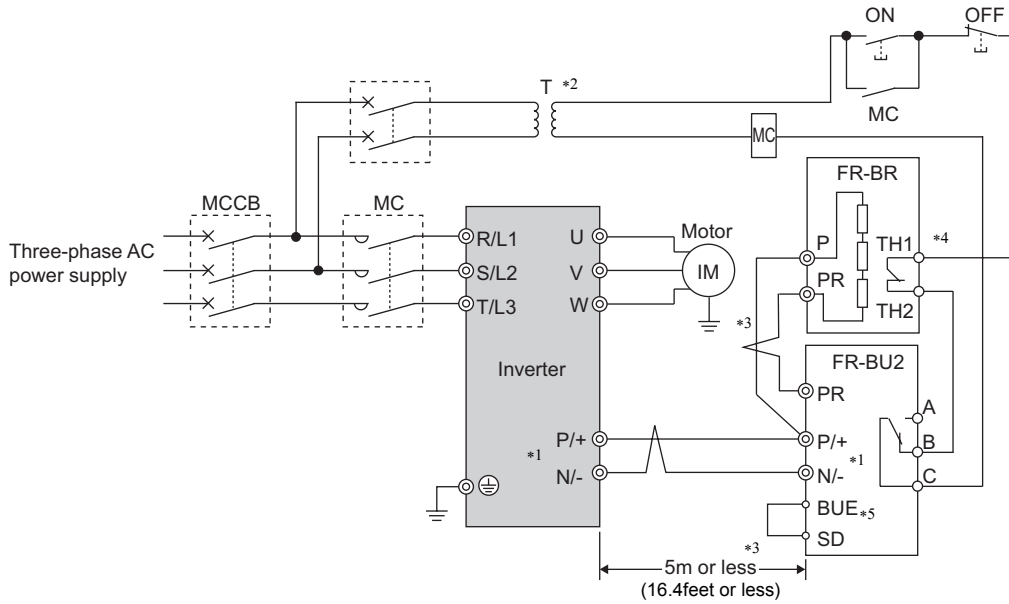 ON
OFF
T
*2
MC
MC
FR-BR
MCCB
MC
Three-phase AC
power supply
R/L1
S/L2
T/L3
U
V
W
Motor
IM
P
PR
TH1
TH2
*4
*3
Inverter
FR-BU2
PR
A
B
C
P/+
N/-
*1
P/+
N/-
*1
BUE
*5
SD
*3
5m or less
(16.4feet or less)